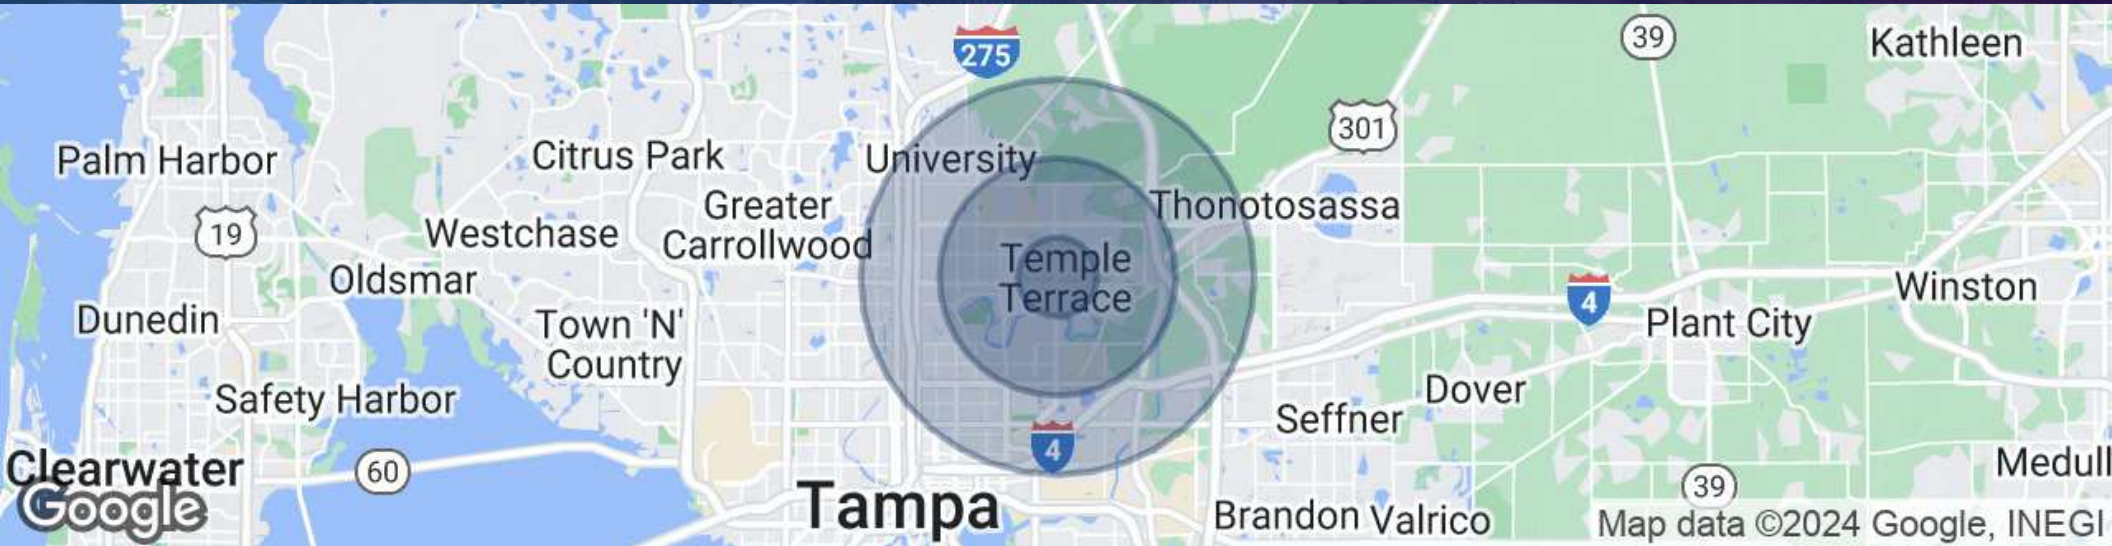 39
Kathleen
275
301
Palm Harbor
Citrus Park
University
19
Westchase
Greater
Carrollwood
Thonotosassa
Oldsmar
Temple
Terrace
4
Winston
Dunedin
Town 'N'
Country
Plant City
Safety Harbor
Dover
Seffner
4
Clearwater
60
Medull
39
Google
Tampa
Brandon
Valrico
Map data ©2024 Google, INEGI